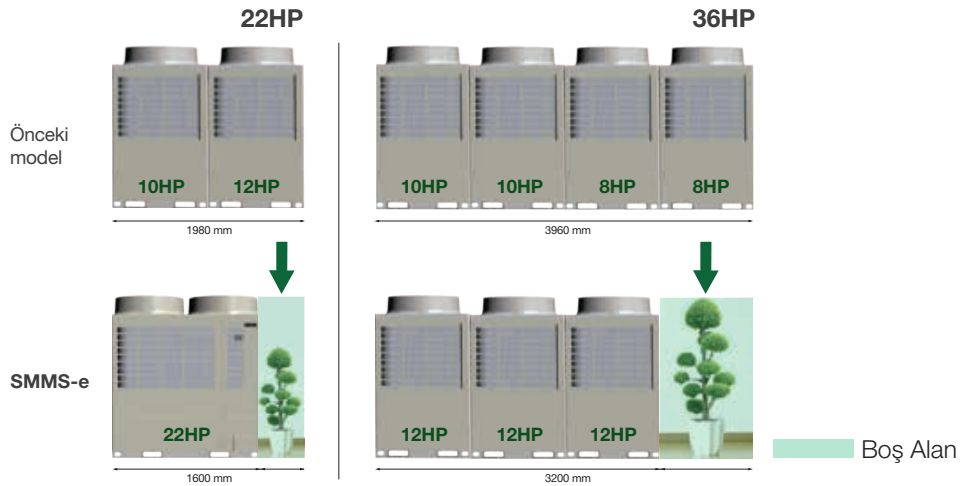 22HP
36HP
Önceki
model
10HP 12HP
10HP 10HP 8HP 8HP
1980 mm
3960 mm
SMMS-e
22HP
12HP 12HP 12HP
Boş Alan
1600 mm
3200 mm